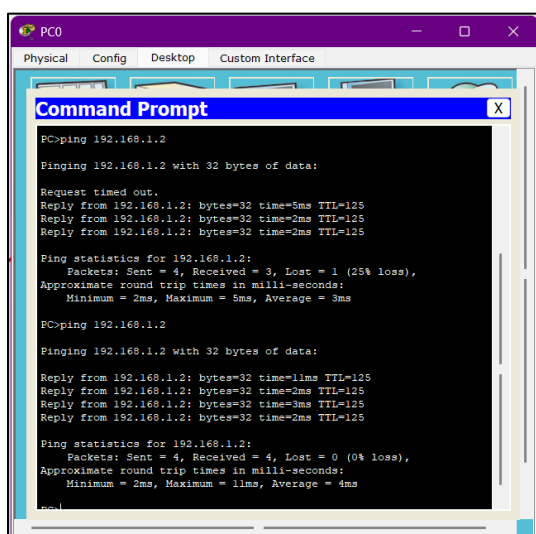 PC0
Physical Config Desktop Custom Interface
Command Prompt
X
PC>ping 192.168.1.2
Pinging 192.168.1.2 with 32 bytes of data:
Request timed out.
Reply from 192.168.1.2: bytes=32 time=5ms TTL=125
Reply from 192.168.1.2: bytes=32 time=2ms TTL=125
Reply from 192.168.1.2: bytes=32 time=2ms TTL=125
Ping statistics for 192.168.1.2:
Packets: Sent = 4, Received = 3, Lost = 1 (25% loss),
Approximate round trip times in milli-seconds:
Minimum = 2ms, Maximum = 5ms, Average = 3ms
PC>ping 192.168.1.2
Pinging 192.168.1.2 with 32 bytes of data:
Reply from 192.168.1.2: bytes=32 time=11ms TTL=125
Reply from 192.168.1.2: bytes=32 time=2ms TTL=125
Reply from 192.168.1.2: bytes=32 time=3ms TTL=125
Reply from 192.168.1.2: bytes=32 time=2ms TTL=125
Ping statistics for 192.168.1.2:
Packets: Sent = 4, Received = 4, Lost = 0 (0% loss),
Approximate round trip times in milli-seconds:
Minimum = 2ms, Maximum = 11ms, Average = 4ms
PC>